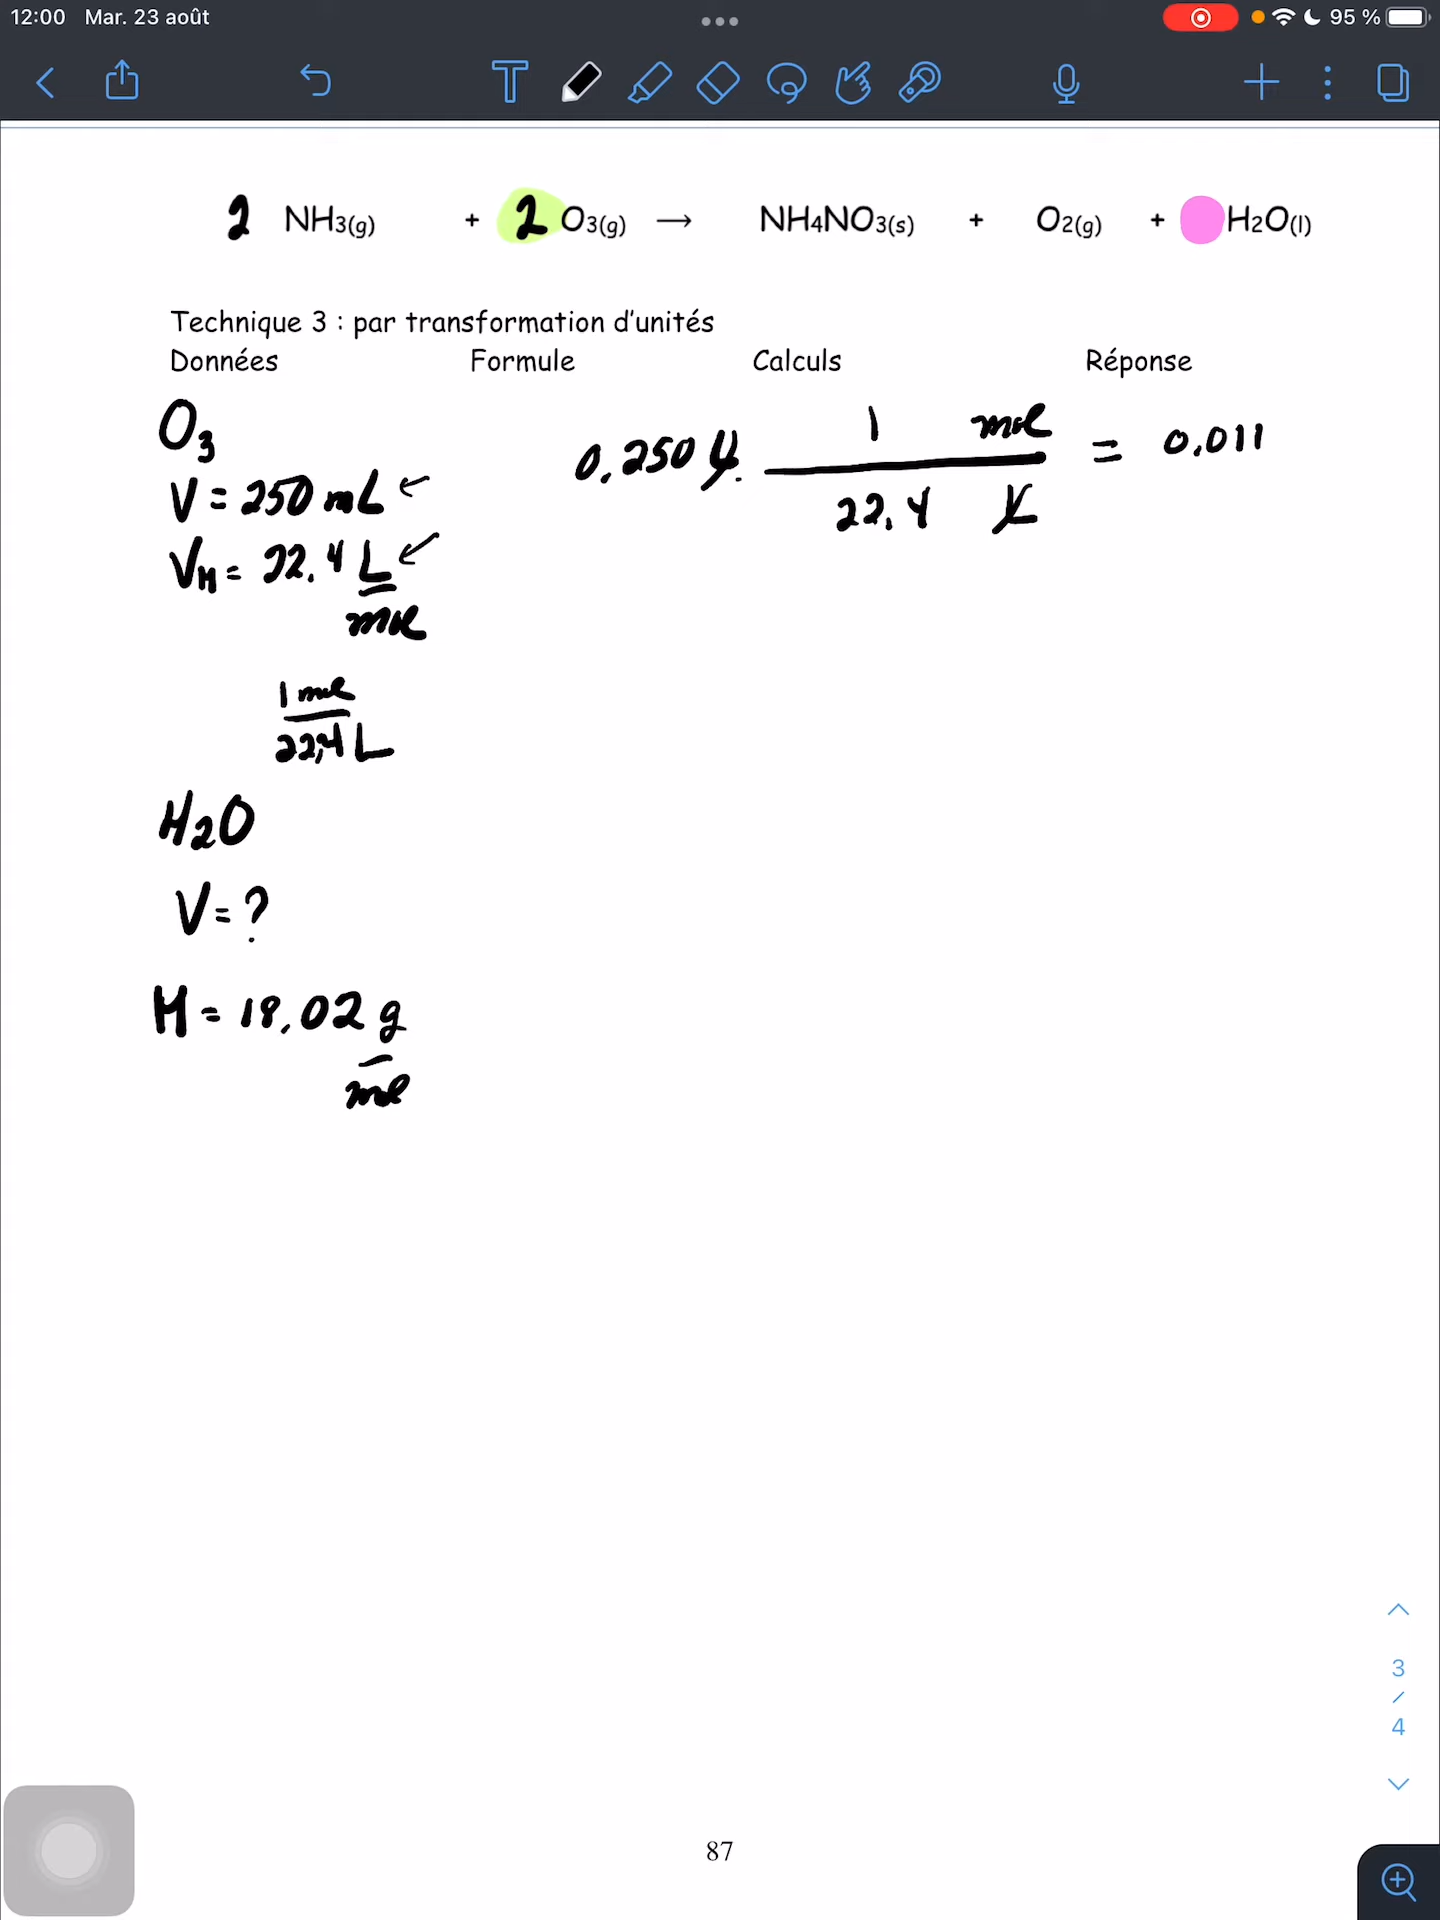 12:00 Mar. 23 août 95 %
2 NH3(g) + 2 O3(g) → NH4NO3(s) + O2(g) + H2O(l)
Technique 3 : par transformation d'unités
Données Formule Calculs Réponse
O3
V = 250 mL ←
VM = 22.4 L ←
mol
0.250 L . 1 mol = 0.011
22.4 L
1 mol
22,4 L
H2O
V = ?
M = 18.02 g
mol
3
/
4
87